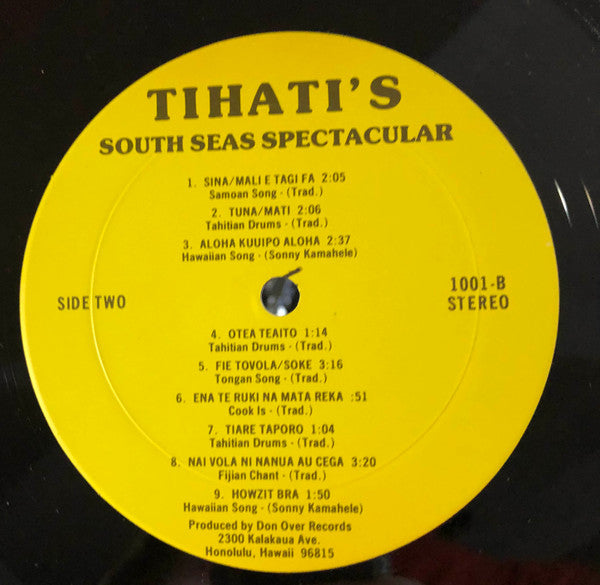 TIHATI'S
SOUTH SEAS SPECTACULAR
1. SINA/MALI E TAGI FA 2:05
Samoan Song - (Trad.)
2. TUNA/MATI 2:06
Tahitian Drums - (Trad.)
3. ALOHA KUUIPO ALOHA 2:37
Hawaiian Song - (Sonny Kamahele)
SIDE TWO
1001-B
STEREO
4. OTEA TEAITO 1:14
Tahitian Drums - (Trad.)
5. FIE TOVOLA/SOKE 3:16
Tongan Song - (Trad.)
6. ENA TE RUKI NA MATA REKA :51
Cook Is - (Trad.)
7. TIARE TAPORO 1:04
Tahitian Drums - (Trad.)
8. NAI VOLA NI NANUA AU CEGA 3:20
Fijian Chant - (Trad.)
9. HOWZIT BRA 1:50
Hawaiian Song - (Sonny Kamahele)
Produced by Don Over Records
2300 Kalakaua Ave.
Honolulu, Hawaii 96815